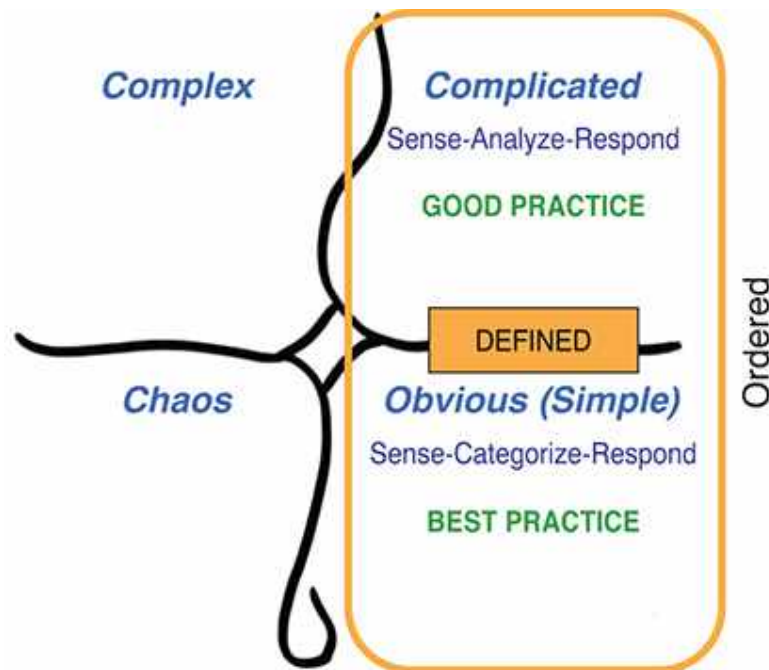 Complex
Complicated
Sense-Analyze-Respond
GOOD PRACTICE
DEFINED
Ordered
Chaos
Obvious (Simple)
Sense-Categorize-Respond
BEST PRACTICE